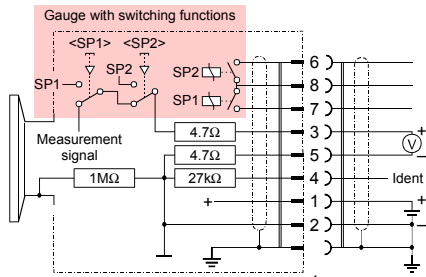 Gauge with switching functions
<SP1> <SP2>
SP1 SP2
SP2
SP1
6
8
7
3
5
4
1
2
4.7Ω
4.7Ω
1MΩ 27kΩ
Measurement
signal
V
+
–
Ident
+
+
–